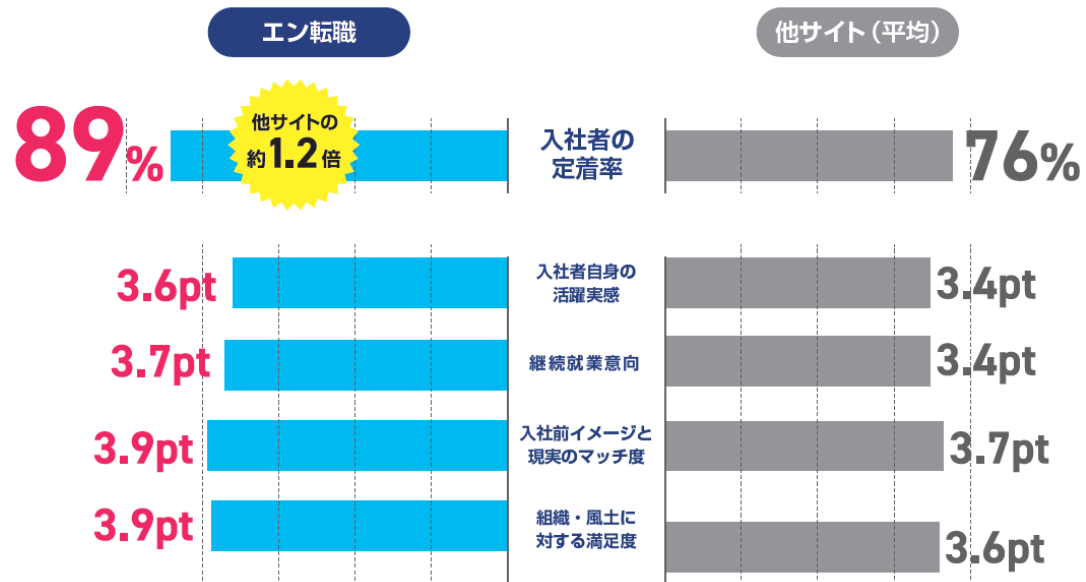 エン転職
他サイト（平均）
89%
他サイトの
約1.2倍
入社者の
定着率
76%
3.6pt
入社者自身の
活躍実感
3.4pt
3.7pt
継続就業意向
3.4pt
3.9pt
入社前イメージと
現実のマッチ度
3.7pt
3.9pt
組織・風土に
対する満足度
3.6pt